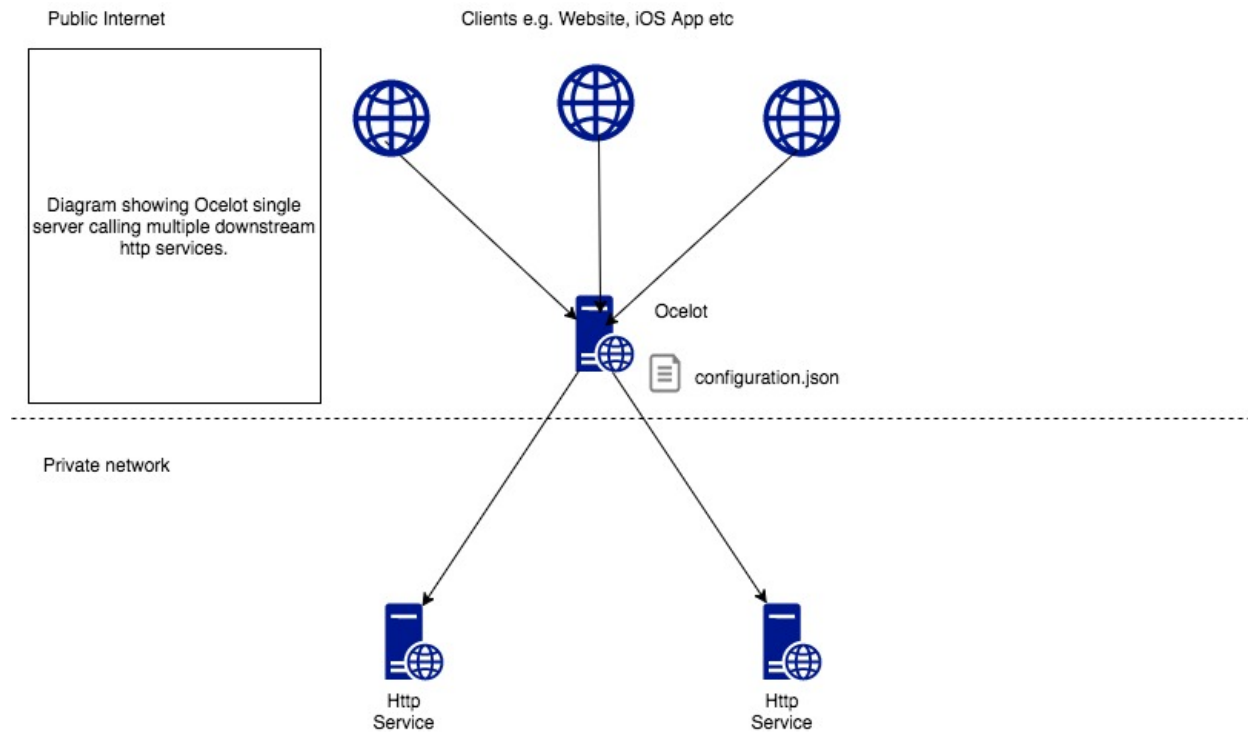 Public Internet
Clients e.g. Website, iOS App etc
Diagram showing Ocelot single
server calling multiple downstream
http services.
Ocelot
configuration.json
Private network
Http
Service
Http
Service